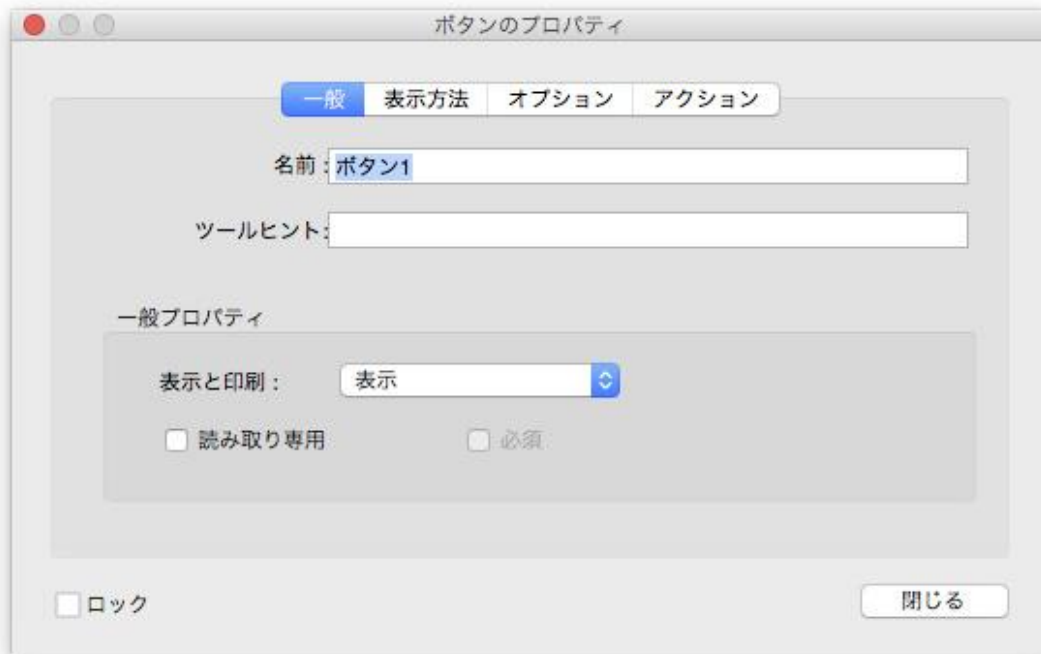 ボタンのプロパティ
一般 表示方法 オプション アクション
名前 : ボタン1
ツールヒント:
一般プロパティ
表示と印刷 : 表示
読み取り専用 必須
ロック 閉じる